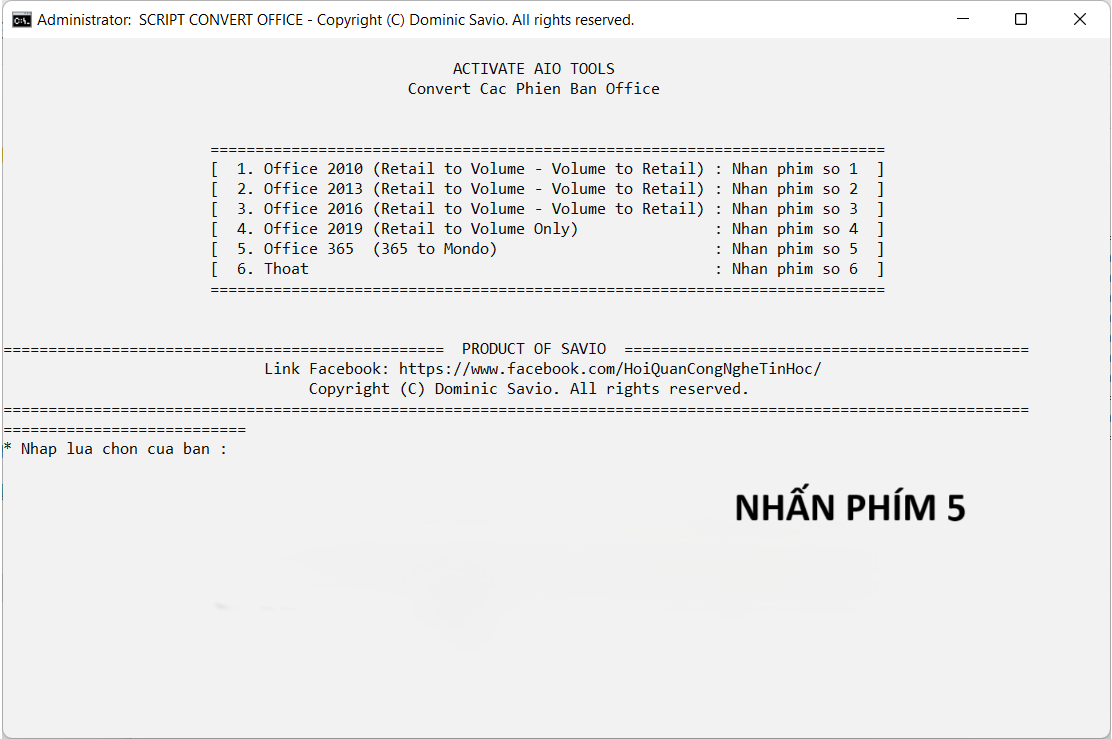 Administrator: SCRIPT CONVERT OFFICE - Copyright (C) Dominic Savio. All rights reserved.
ACTIVATE AIO TOOLS
Convert Cac Phien Ban Office
===========================================================================
[  1. Office 2010 (Retail to Volume - Volume to Retail) : Nhan phim so 1  ]
[  2. Office 2013 (Retail to Volume - Volume to Retail) : Nhan phim so 2  ]
[  3. Office 2016 (Retail to Volume - Volume to Retail) : Nhan phim so 3  ]
[  4. Office 2019 (Retail to Volume Only)               : Nhan phim so 4  ]
[  5. Office 365  (365 to Mondo)                        : Nhan phim so 5  ]
[  6. Thoat                                             : Nhan phim so 6  ]
===========================================================================
=================================================  PRODUCT OF SAVIO  =============================================
Link Facebook: https://www.facebook.com/HoiQuanCongNgheTinHoc/
Copyright (C) Dominic Savio. All rights reserved.
==================================================================================================================
===========================
* Nhap lua chon cua ban :
NHẤN PHÍM 5